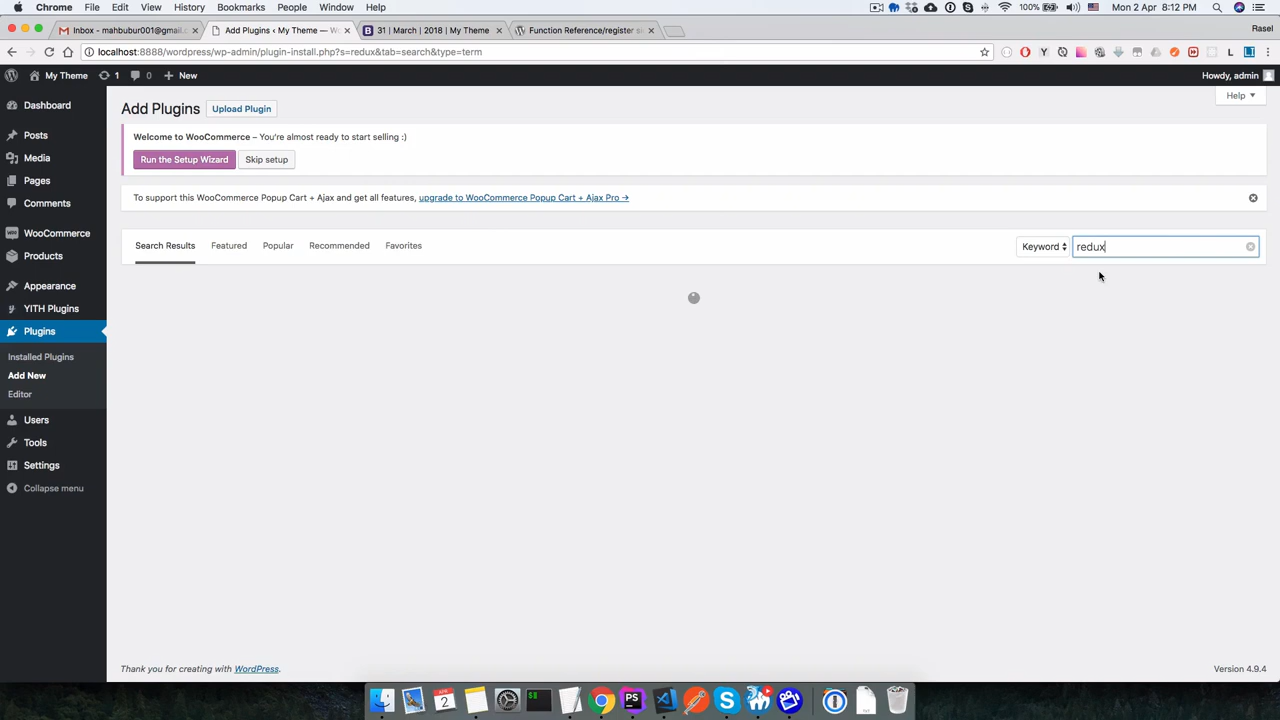 Chrome File Edit View History Bookmarks People Window Help 100% Mon 2 Apr 8:12 PM
Inbox - mahbubur001@gmail. Add Plugins ‹ My Theme — W 31 | March | 2018 | My Theme Function Reference/register si Rasel
localhost:8888/wordpress/wp-admin/plugin-install.php?s=redux&tab=search&type=term
My Theme 1 0 New Howdy, admin
Help
Add Plugins Upload Plugin
Welcome to WooCommerce – You're almost ready to start selling :)
Run the Setup Wizard Skip setup
To support this WooCommerce Popup Cart + Ajax and get all features, upgrade to WooCommerce Popup Cart + Ajax Pro →
Search Results Featured Popular Recommended Favorites Keyword redux
Dashboard
Posts
Media
Pages
Comments
WooCommerce
Products
Appearance
YITH Plugins
Plugins
Installed Plugins
Add New
Editor
Users
Tools
Settings
Collapse menu
Thank you for creating with WordPress. Version 4.9.4
APR
2
PS